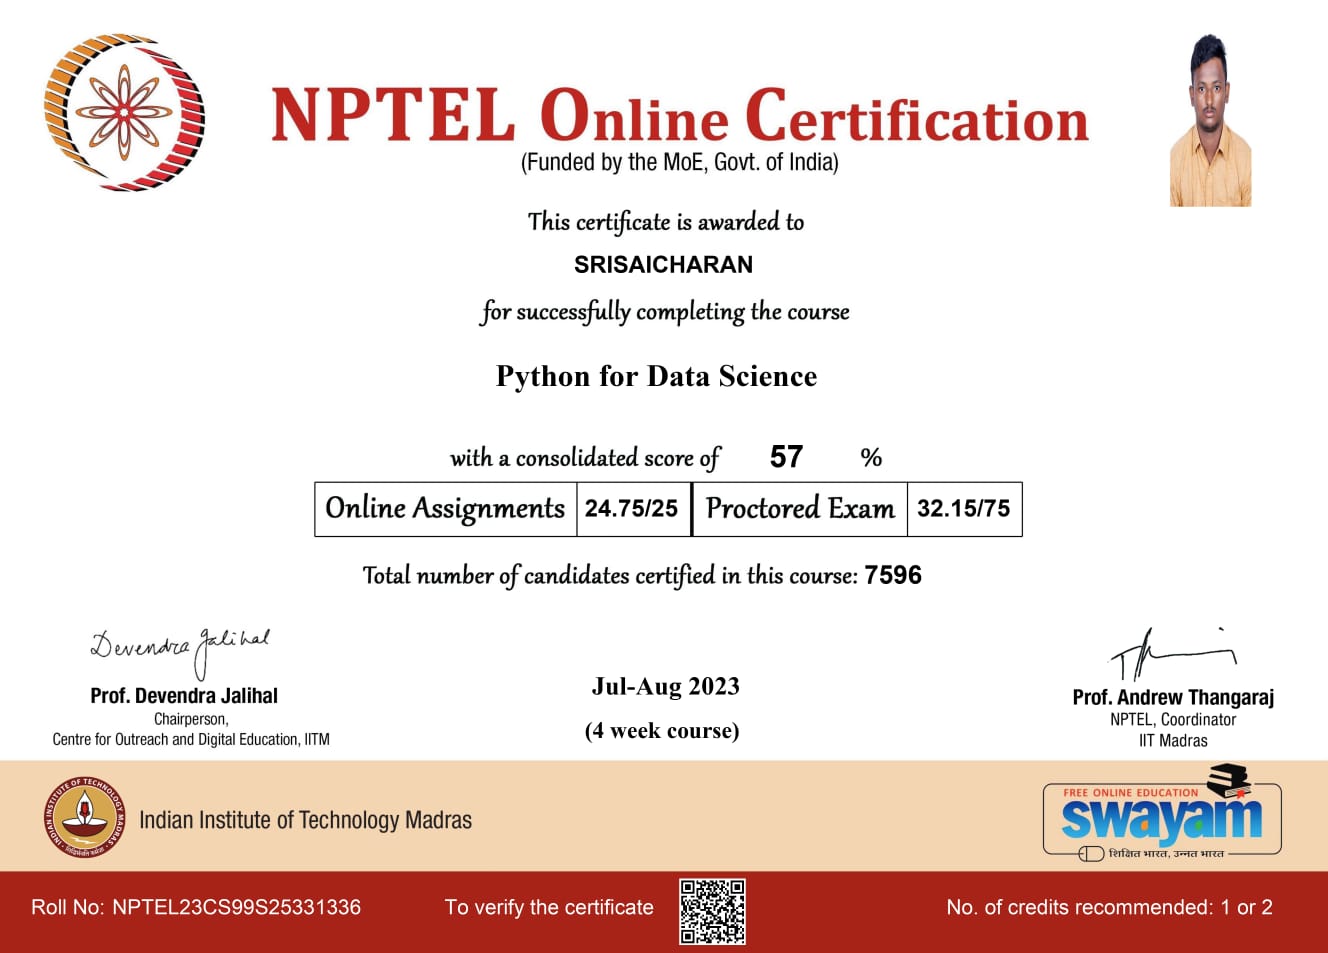 NPTEL Online Certification
(Funded by the MoE, Govt. of India)
This certificate is awarded to
SRISAICHARAN
for successfully completing the course
Python for Data Science
with a consolidated score of 57 %
Online Assignments 24.75/25 Proctored Exam 32.15/75
Total number of candidates certified in this course: 7596
Devendra Jalihal
Prof. Devendra Jalihal
Chairperson,
Centre for Outreach and Digital Education, IITM
Jul-Aug 2023
(4 week course)
Prof. Andrew Thangaraj
NPTEL, Coordinator
IIT Madras
INDIAN INSTITUTE OF TECHNOLOGY MADRAS
Indian Institute of Technology Madras
FREE ONLINE EDUCATION
swayam
शिक्षित भारत, उन्नत भारत
Roll No: NPTEL23CS99S25331336
To verify the certificate
No. of credits recommended: 1 or 2